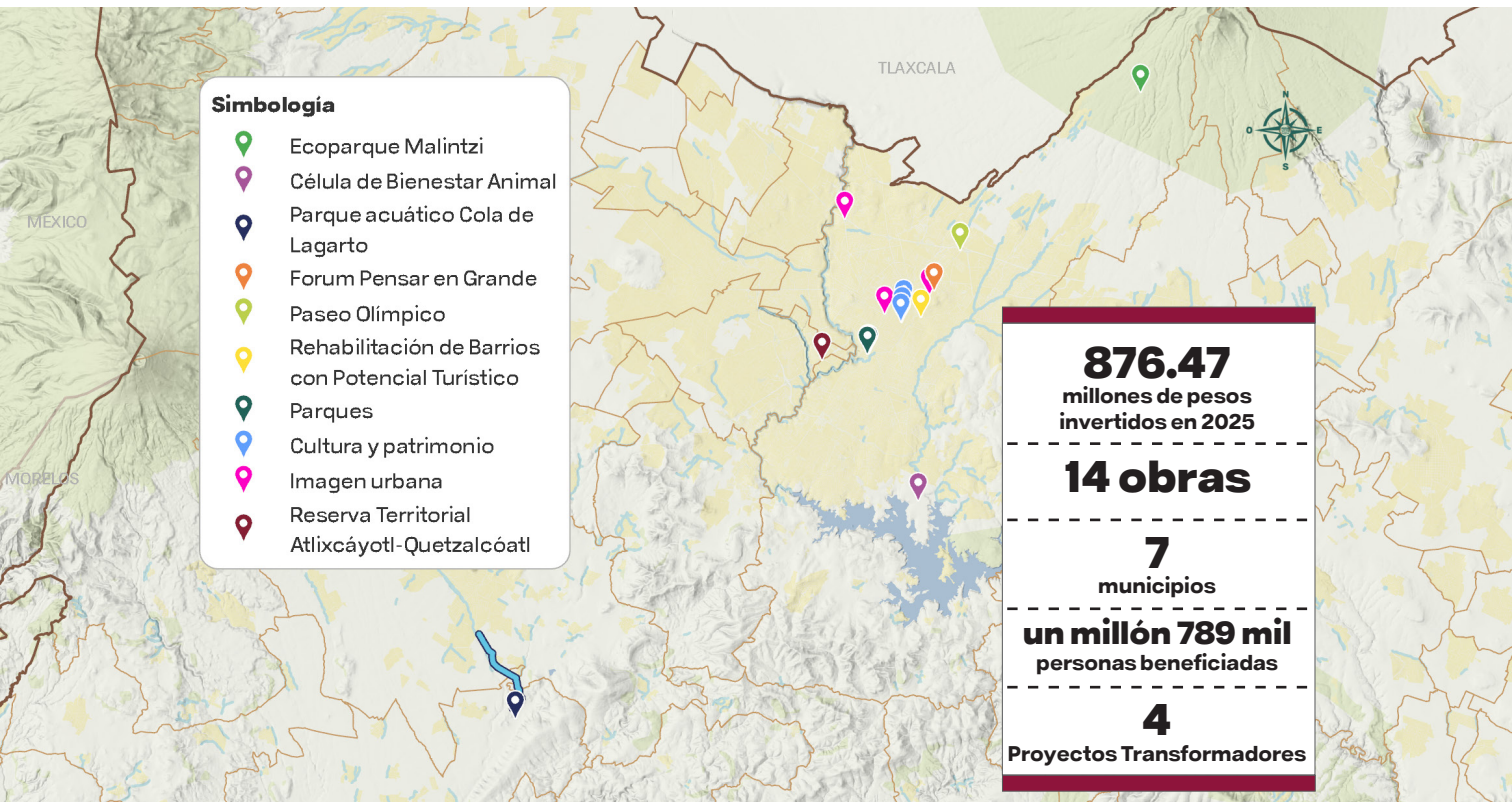 TLAXCALA
N
O
E
S
MEXICO
MORELOS
Simbología
Ecoparque Malintzi
Célula de Bienestar Animal
Parque acuático Cola de
Lagarto
Forum Pensar en Grande
Paseo Olímpico
Rehabilitación de Barrios
con Potencial Turístico
Parques
Cultura y patrimonio
Imagen urbana
Reserva Territorial
Atlixcáyotl-Quetzalcóatl
876.47
millones de pesos
invertidos en 2025
14 obras
7
municipios
un millón 789 mil
personas beneficiadas
4
Proyectos Transformadores